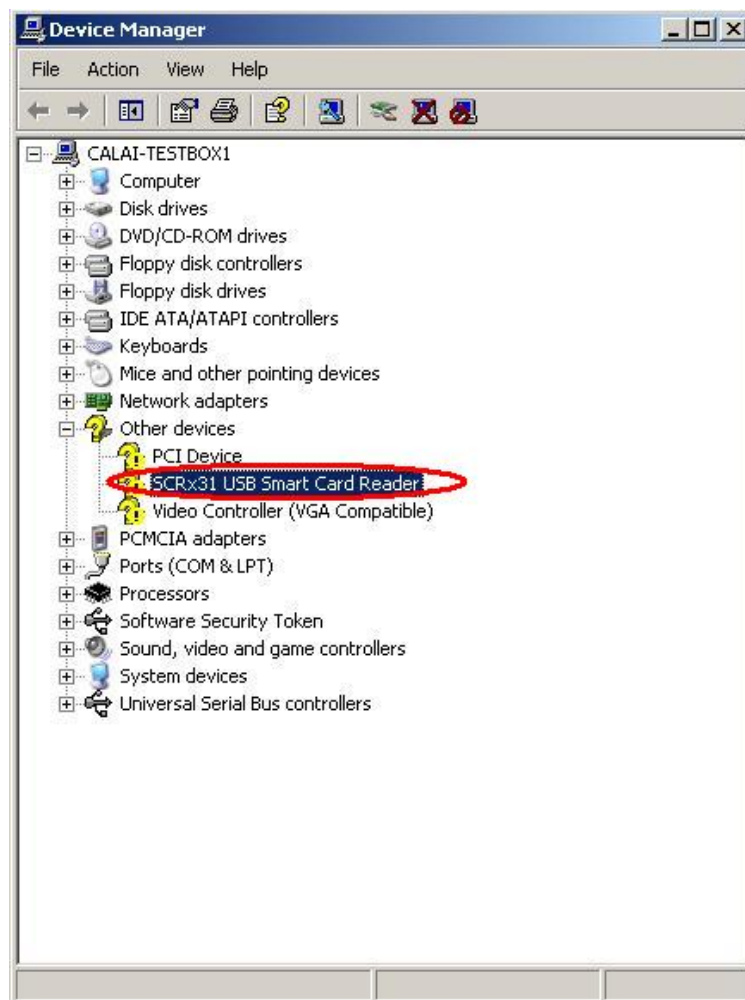 Device Manager
File Action View Help
CALAI-TESTBOX1
Computer
Disk drives
DVD/CD-ROM drives
Floppy disk controllers
Floppy disk drives
IDE ATA/ATAPI controllers
Keyboards
Mice and other pointing devices
Network adapters
Other devices
PCI Device
SCRx31 USB Smart Card Reader
Video Controller (VGA Compatible)
PCMCIA adapters
Ports (COM & LPT)
Processors
Software Security Token
Sound, video and game controllers
System devices
Universal Serial Bus controllers